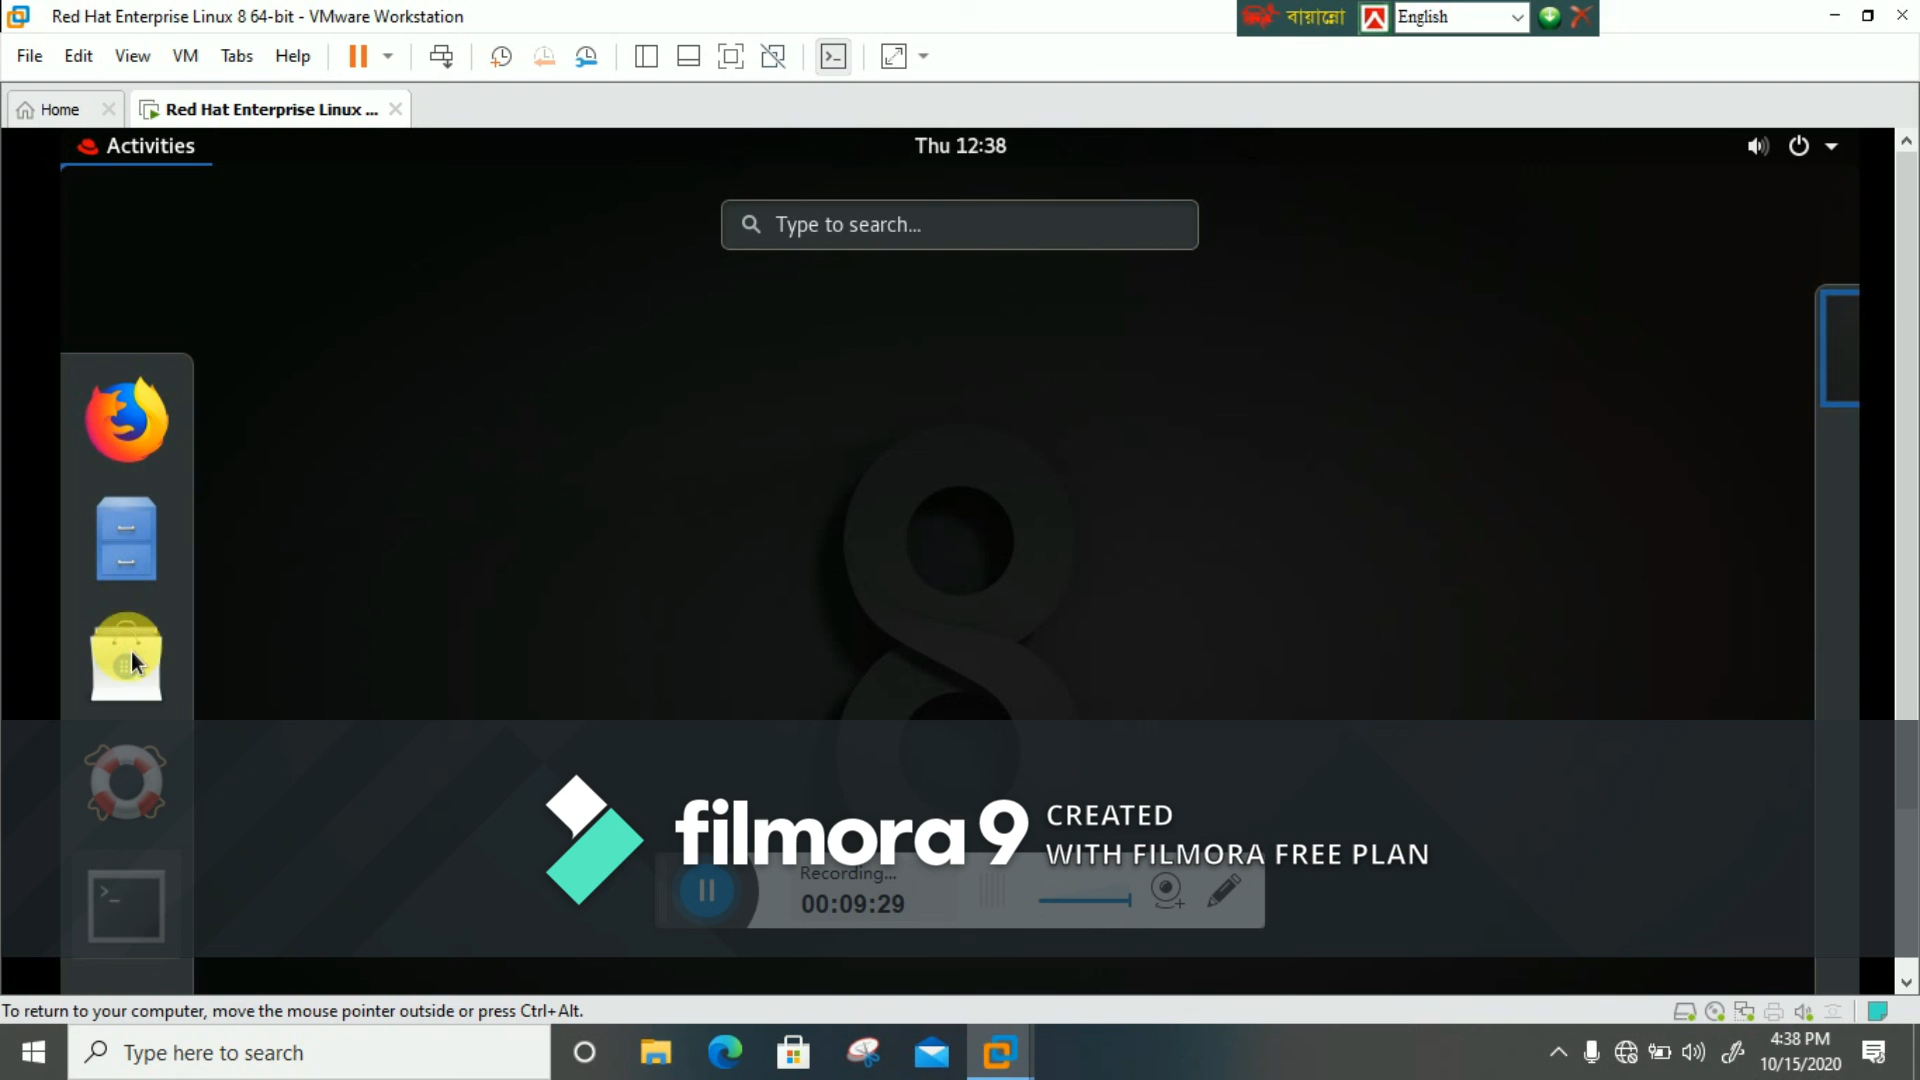 Red Hat Enterprise Linux 8 64-bit - VMware Workstation
বায়ান্নো
English
File Edit View VM Tabs Help
Home
Red Hat Enterprise Linux ...
Activities
Thu 12:38
Type to search...
filmora9
CREATED
WITH FILMORA FREE PLAN
Recording...
00:09:29
To return to your computer, move the mouse pointer outside or press Ctrl+Alt.
Type here to search
4:38 PM
10/15/2020